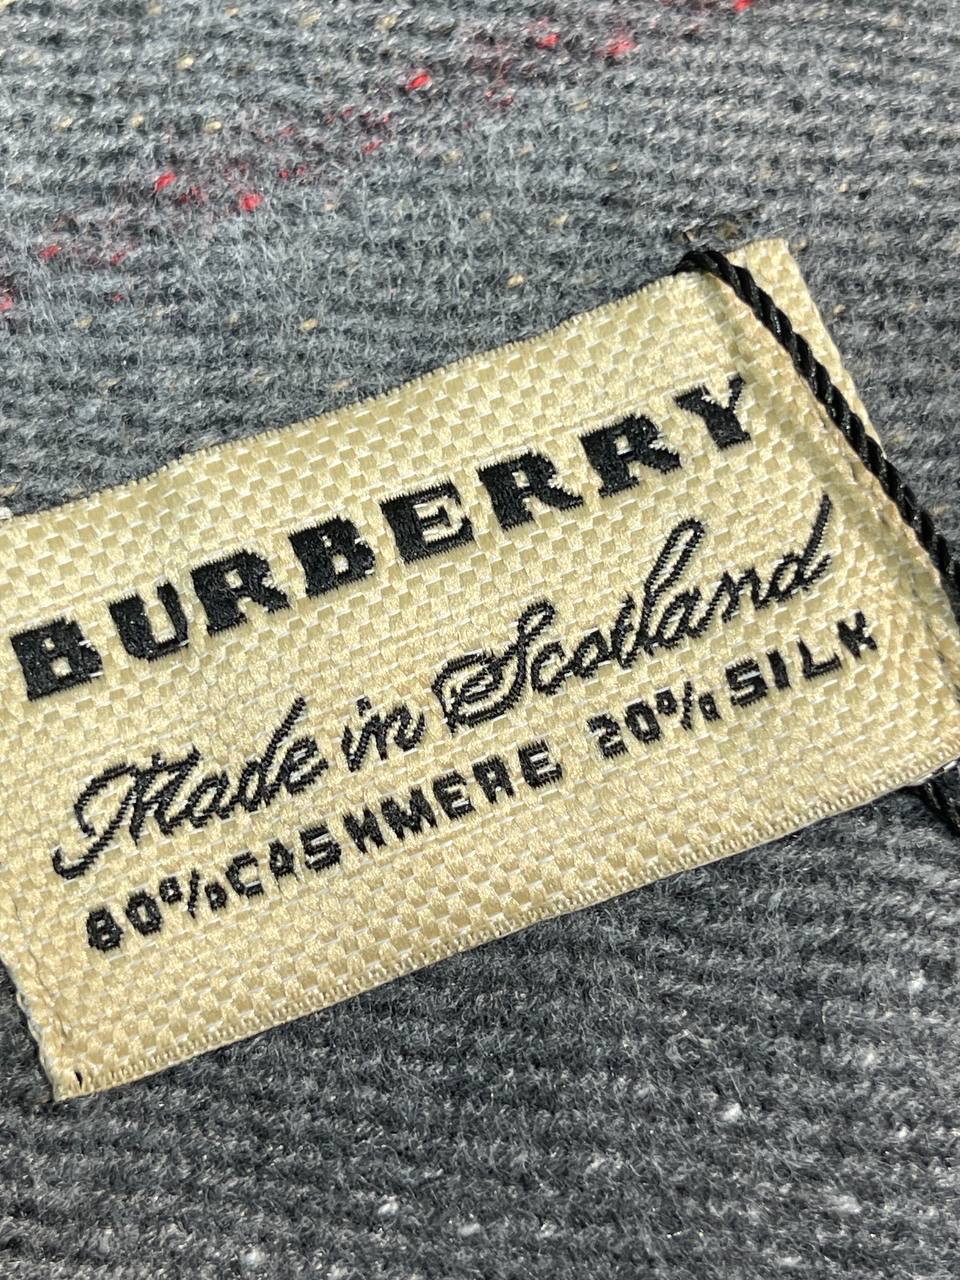 BURBERRY
Made in Scotland
80%CASHMERE 20%SILK